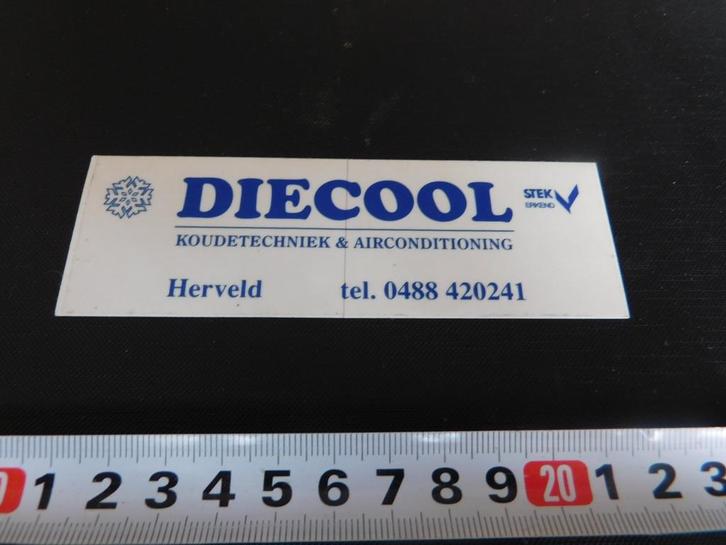 DIECOOL
STEK
ERKEND
KOUDETECHNIEK & AIRCONDITIONING
Herveld tel. 0488 420241
0 1 2 3 4 5 6 7 8 9 20 1 2 3